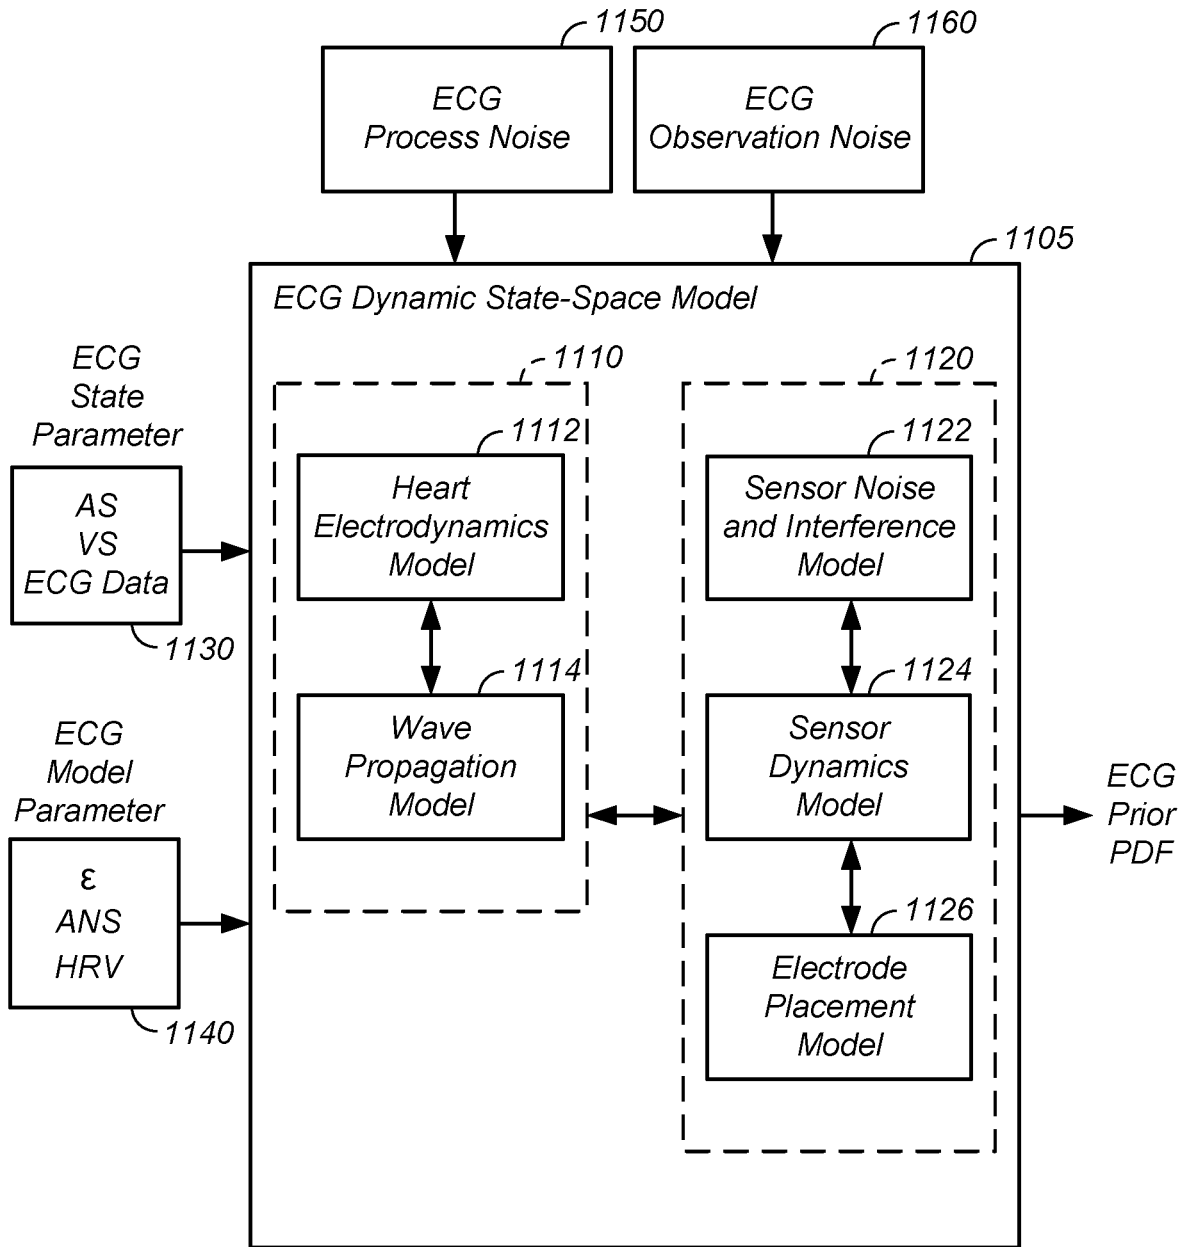 1150
1160
ECG
Process Noise
ECG
Observation Noise
1105
ECG Dynamic State-Space Model
ECG
State
Parameter
AS
VS
ECG Data
1130
ECG
Model
Parameter
ε
ANS
HRV
1140
1110
1112
Heart
Electrodynamics
Model
1114
Wave
Propagation
Model
1120
1122
Sensor Noise
and Interference
Model
1124
Sensor
Dynamics
Model
1126
Electrode
Placement
Model
ECG
Prior
PDF